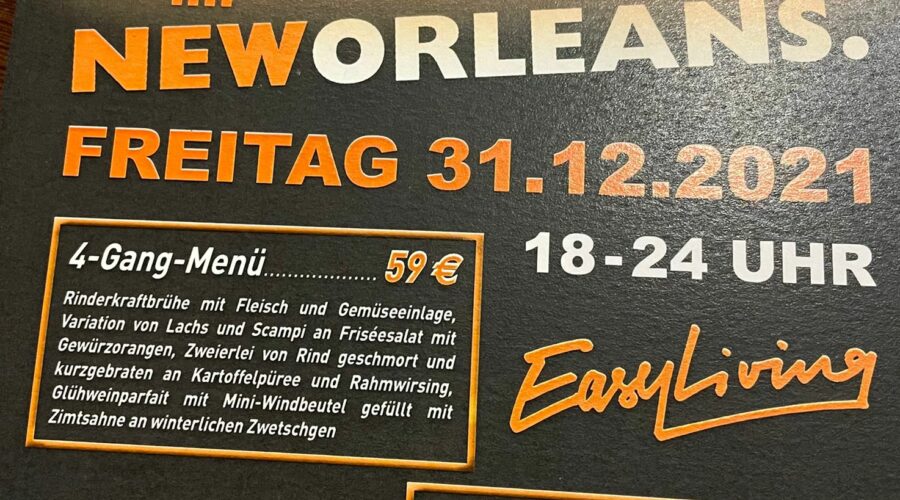 NEWORLEANS.
FREITAG 31.12.2021
18-24 UHR
4-Gang-Menü................... 59 €
Rinderkraftbrühe mit Fleisch und Gemüseeinlage,
Variation von Lachs und Scampi an Friséesalat mit
Gewürzorangen, Zweierlei von Rind geschmort und
kurzgebraten an Kartoffelpüree und Rahmwirsing,
Glühweinparfait mit Mini-Windbeutel gefüllt mit
Zimtsahne an winterlichen Zwetschgen
EasyLiving